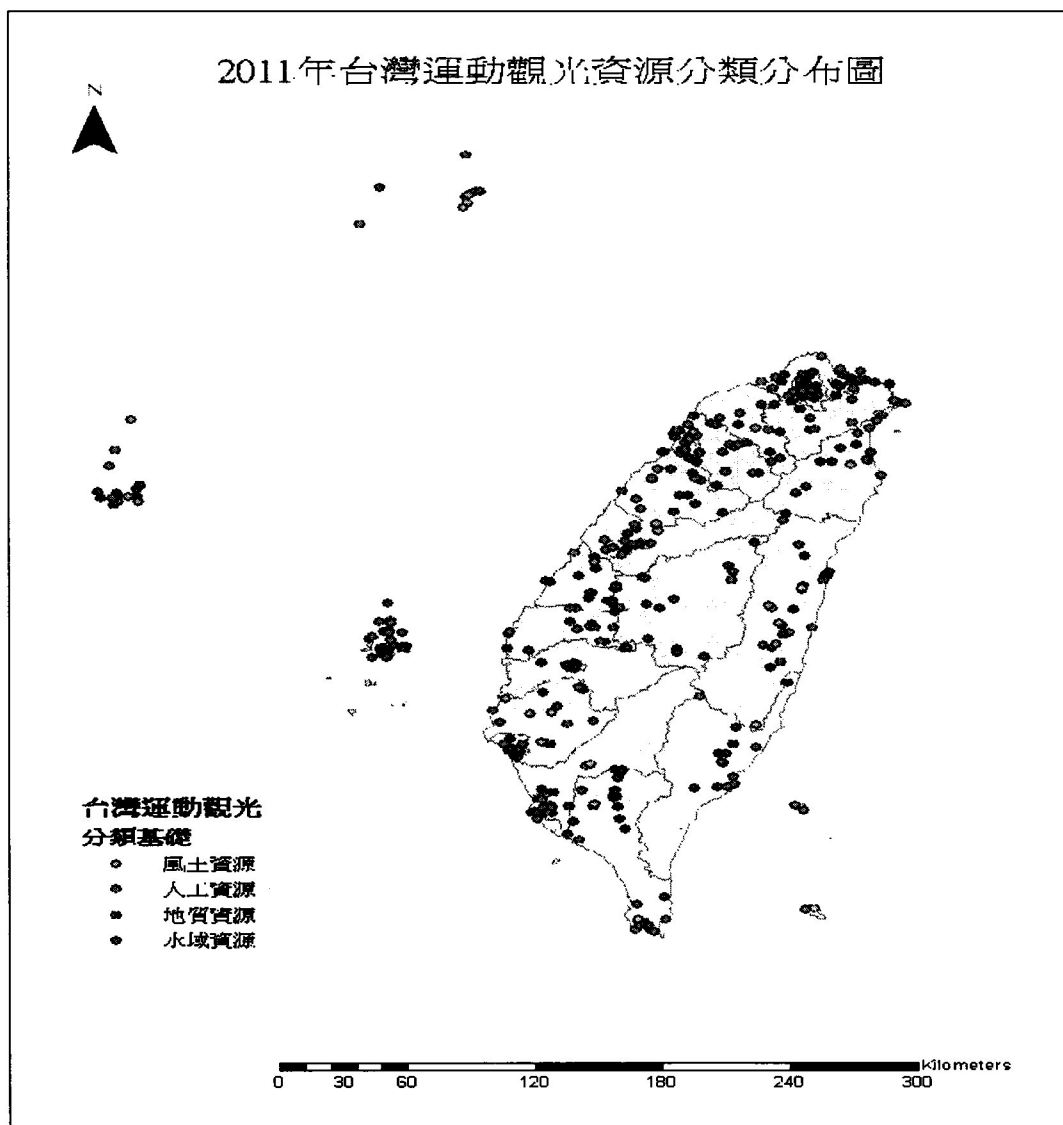 2011年台灣運動觀光資源分類分布圖
N
台灣運動觀光
分類基礎
風土資源
人工資源
地質資源
水域資源
Kilometers
0 30 60 120 180 240 300